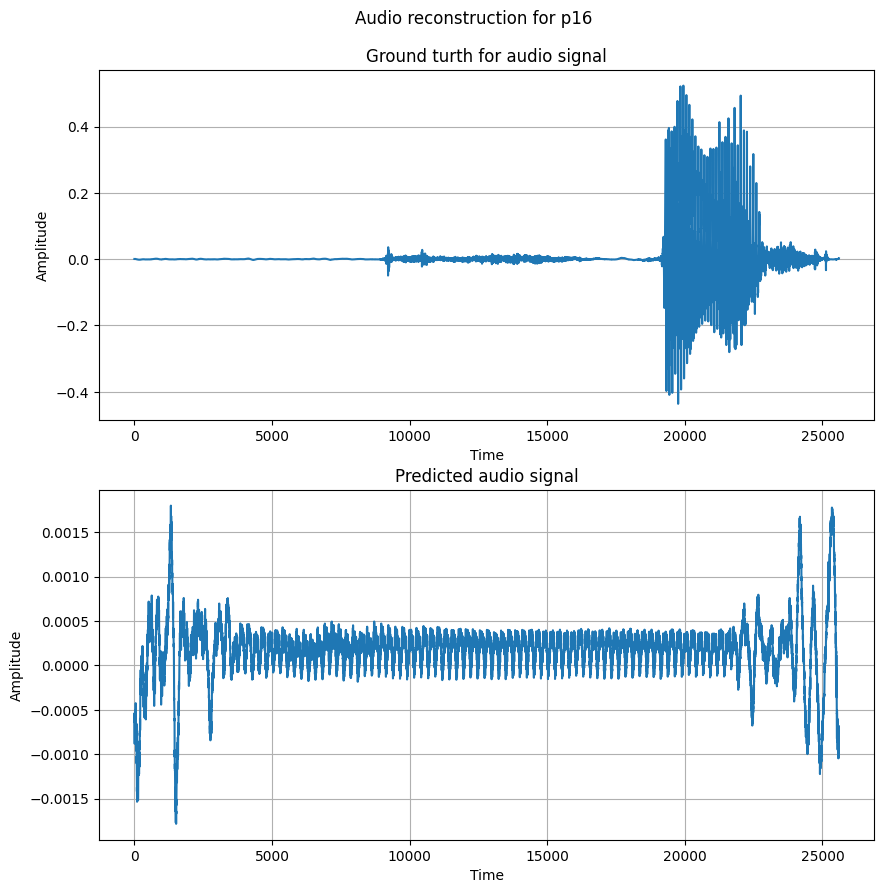 Audio reconstruction for p16
Ground turth for audio signal
Amplitude
0.4
0.2
0.0
−0.2
−0.4
0 5000 10000 15000 20000 25000
Time
Predicted audio signal
Amplitude
0.0015
0.0010
0.0005
0.0000
−0.0005
−0.0010
−0.0015
0 5000 10000 15000 20000 25000
Time